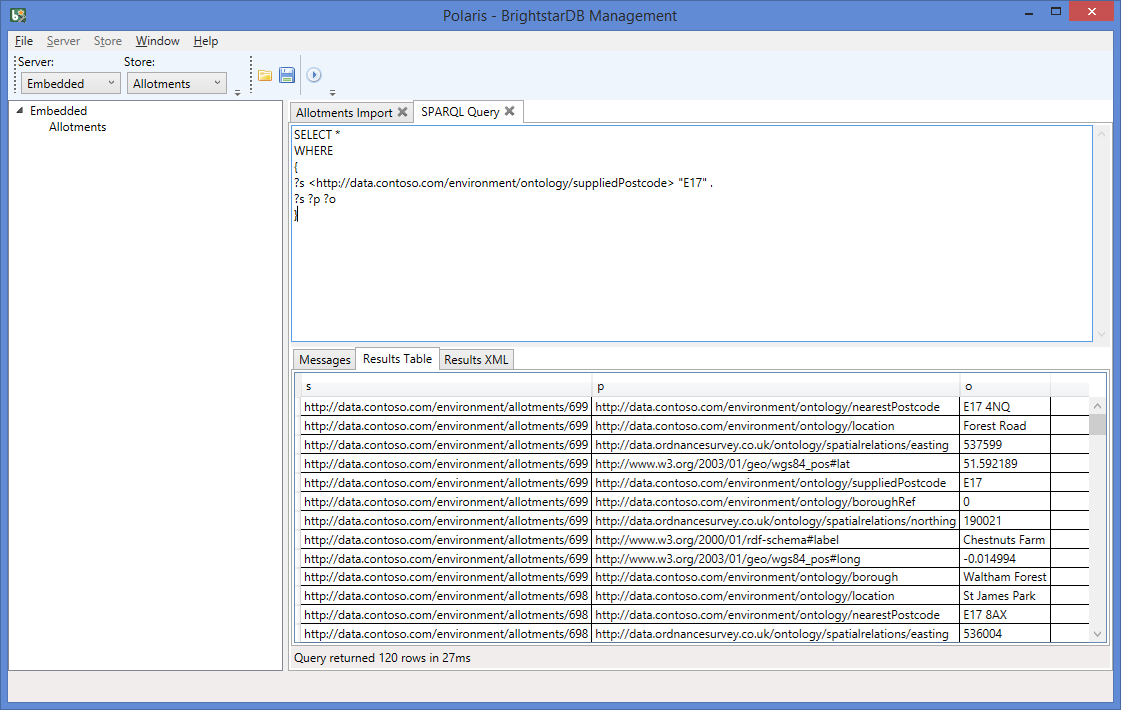 Polaris - BrightstarDB Management
File Server Store Window Help
Server: Store:
Embedded Allotments
Embedded
Allotments
Allotments Import SPARQL Query
SELECT *
WHERE
{
?s <http://data.contoso.com/environment/ontology/suppliedPostcode> "E17" .
?s ?p ?o
}
Messages Results Table Results XML
s p o
http://data.contoso.com/environment/allotments/699 http://data.contoso.com/environment/ontology/nearestPostcode E17 4NQ
http://data.contoso.com/environment/allotments/699 http://data.contoso.com/environment/ontology/location Forest Road
http://data.contoso.com/environment/allotments/699 http://data.ordnancesurvey.co.uk/ontology/spatialrelations/easting 537599
http://data.contoso.com/environment/allotments/699 http://www.w3.org/2003/01/geo/wgs84_pos#lat 51.592189
http://data.contoso.com/environment/allotments/699 http://data.contoso.com/environment/ontology/suppliedPostcode E17
http://data.contoso.com/environment/allotments/699 http://data.contoso.com/environment/ontology/boroughRef 0
http://data.contoso.com/environment/allotments/699 http://data.ordnancesurvey.co.uk/ontology/spatialrelations/northing 190021
http://data.contoso.com/environment/allotments/699 http://www.w3.org/2000/01/rdf-schema#label Chestnuts Farm
http://data.contoso.com/environment/allotments/699 http://www.w3.org/2003/01/geo/wgs84_pos#long -0.014994
http://data.contoso.com/environment/allotments/699 http://data.contoso.com/environment/ontology/borough Waltham Forest
http://data.contoso.com/environment/allotments/698 http://data.contoso.com/environment/ontology/location St James Park
http://data.contoso.com/environment/allotments/698 http://data.contoso.com/environment/ontology/nearestPostcode E17 8AX
http://data.contoso.com/environment/allotments/698 http://data.ordnancesurvey.co.uk/ontology/spatialrelations/easting 536004
Query returned 120 rows in 27ms